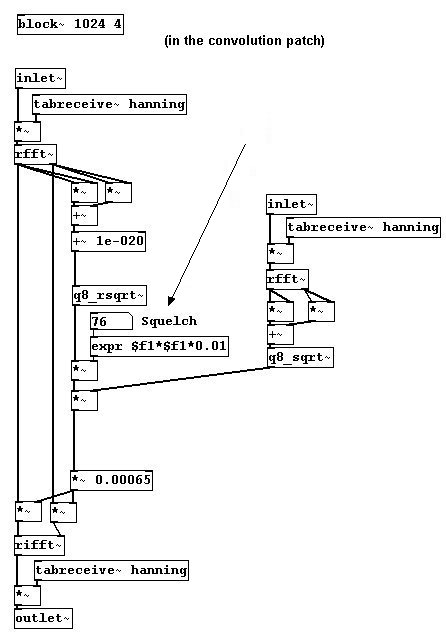 block~ 1024 4
(in the convolution patch)
inlet~
tabreceive~ hanning
*~
rfft~
*~ *~
+~
+~ 1e-020
q8_rsqrt~
76 Squelch
expr $f1*$f1*0.01
*~
*~
inlet~
tabreceive~ hanning
*~
rfft~
*~ *~
+~
q8_sqrt~
*~ 0.00065
*~ *~
rifft~
tabreceive~ hanning
*~
outlet~